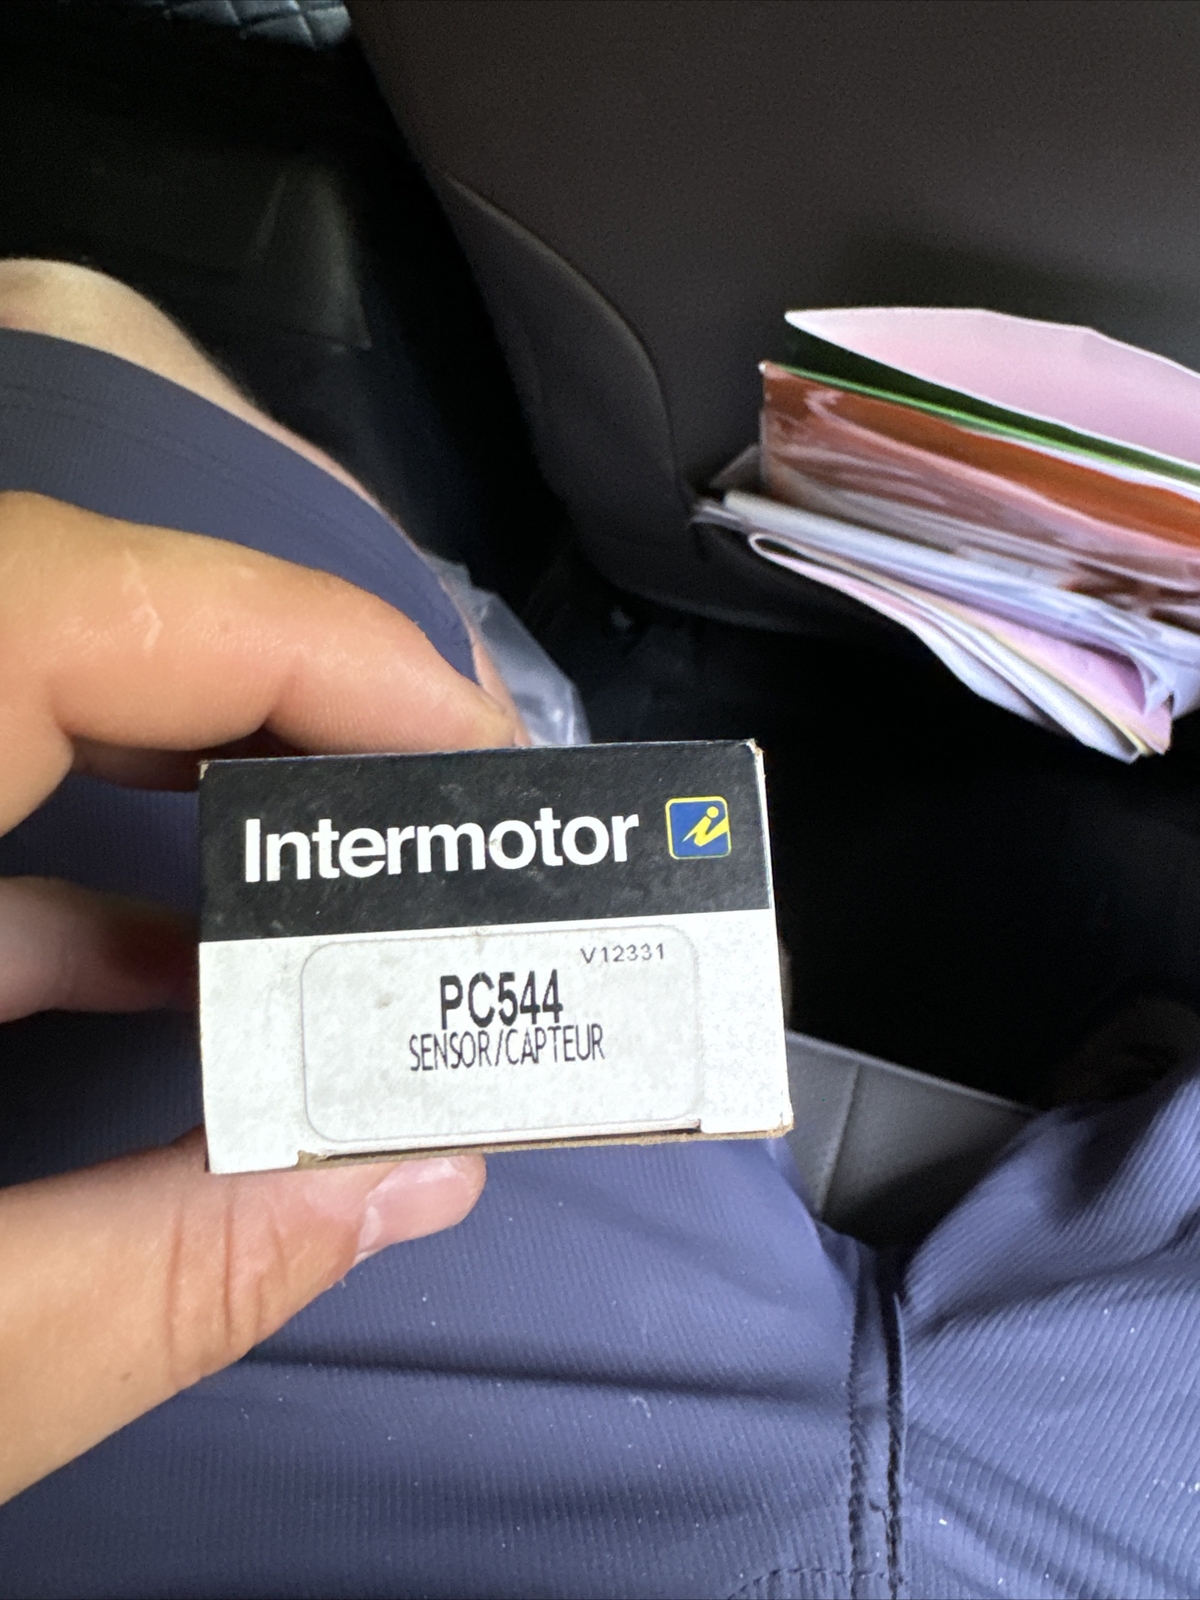 Intermotor
V12331
PC544
SENSOR/CAPTEUR